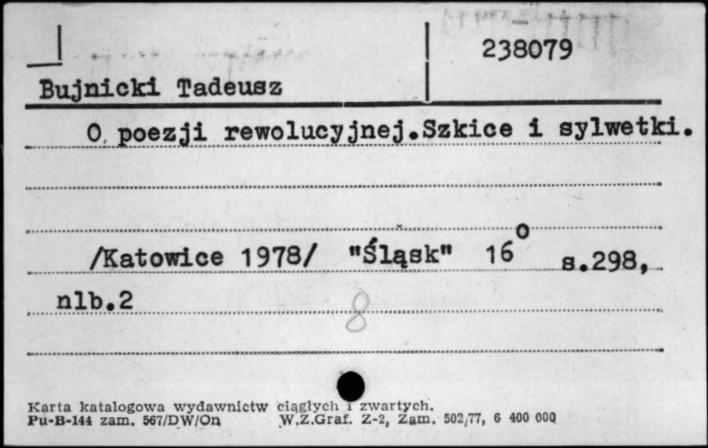 238079
Bujnicki Tadeusz
O poezji rewolucyjnej.Szkice i sylwetki.
/Katowice 1978/ "Śląsk" 16° s.298,
nlb.2
8
Karta katalogowa wydawnictw ciągłych i zwartych.
Pu-B-144 zam. 567/DW/On W.Z.Graf. Z-2, Zam. 502/77, 6 400 000